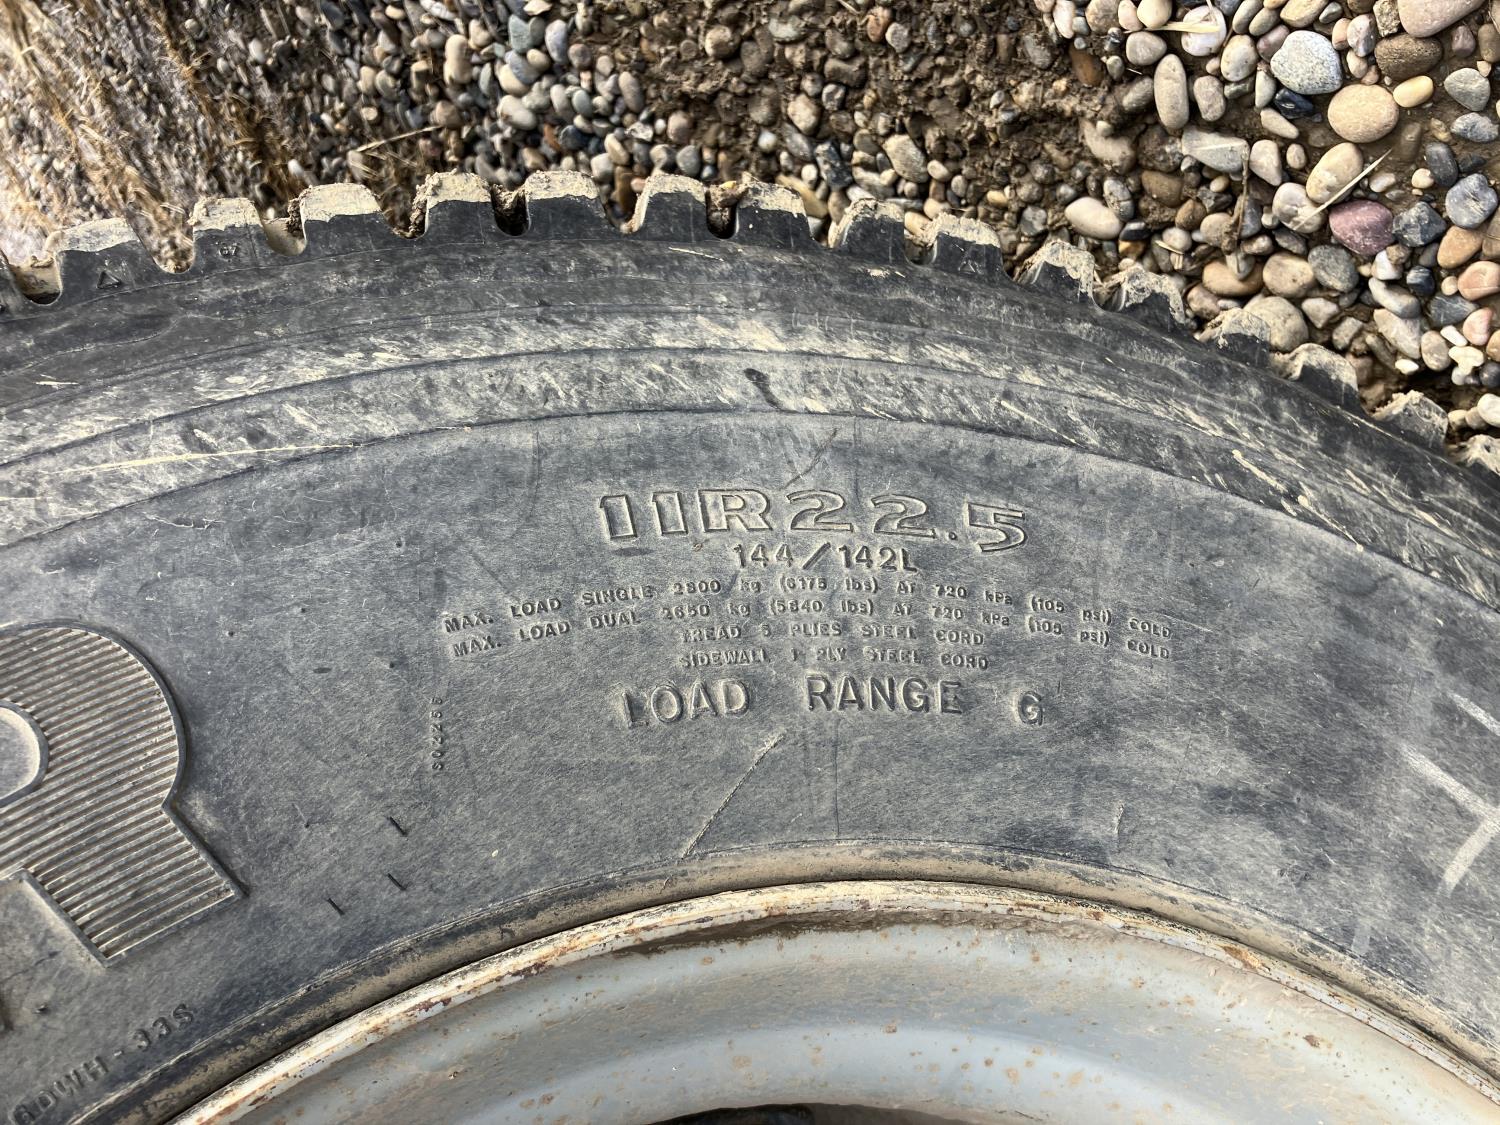 11R22.5
144/142L
MAX. LOAD SINGLE 2800 kg (6175 lbs) AT 720 kPa (105 psi) COLD
MAX. LOAD DUAL 2650 kg (5840 lbs) AT 720 kPa (105 psi) COLD
TREAD 5 PLIES STEEL CORD
SIDEWALL 1 PLY STEEL CORD
LOAD RANGE G